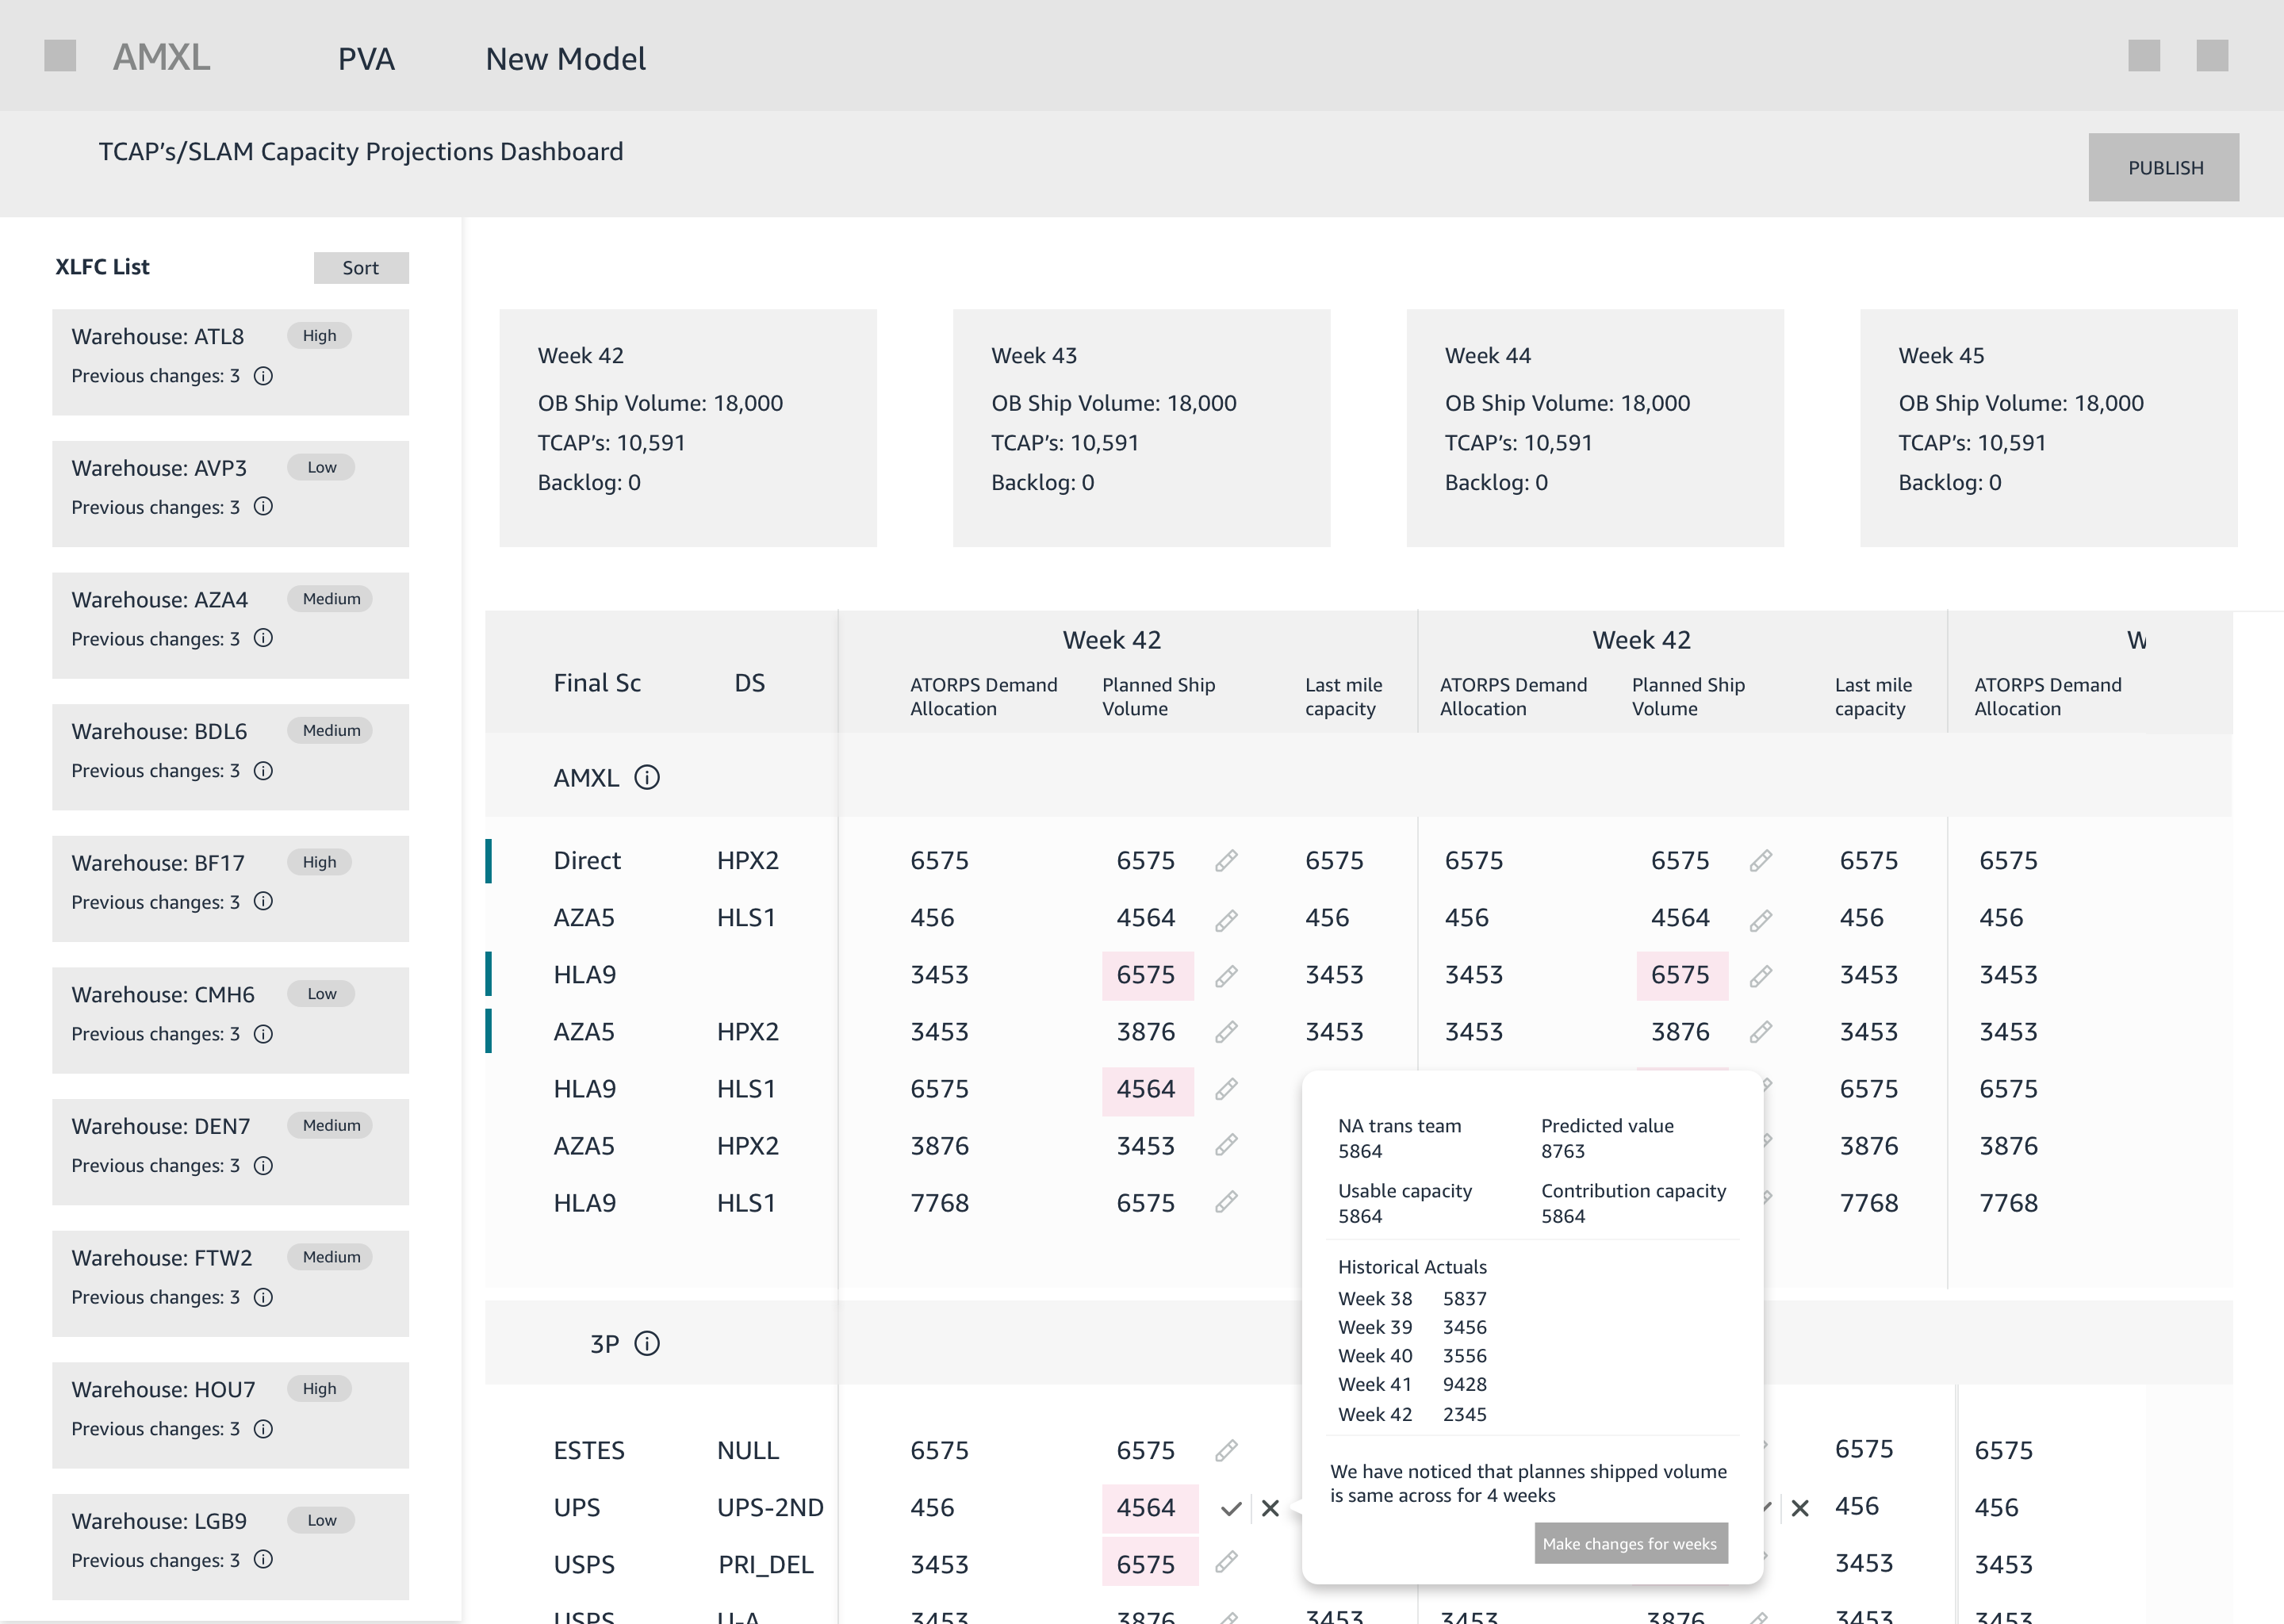 AMXL PVA New Model
TCAP's/SLAM Capacity Projections Dashboard
PUBLISH
XLFC List Sort
Warehouse: ATL8 High
Previous changes: 3
Warehouse: AVP3 Low
Previous changes: 3
Warehouse: AZA4 Medium
Previous changes: 3
Warehouse: BDL6 Medium
Previous changes: 3
Warehouse: BF17 High
Previous changes: 3
Warehouse: CMH6 Low
Previous changes: 3
Warehouse: DEN7 Medium
Previous changes: 3
Warehouse: FTW2 Medium
Previous changes: 3
Warehouse: HOU7 High
Previous changes: 3
Warehouse: LGB9 Low
Previous changes: 3
Week 42
OB Ship Volume: 18,000
TCAP's: 10,591
Backlog: 0
Week 43
OB Ship Volume: 18,000
TCAP's: 10,591
Backlog: 0
Week 44
OB Ship Volume: 18,000
TCAP's: 10,591
Backlog: 0
Week 45
OB Ship Volume: 18,000
TCAP's: 10,591
Backlog: 0
Week 42 Week 42 W
Final Sc DS
ATORPS Demand Planned Ship Last mile ATORPS Demand Planned Ship Last mile ATORPS Demand
Allocation Volume capacity Allocation Volume capacity Allocation
AMXL
Direct HPX2 6575 6575 6575 6575 6575 6575 6575
AZA5 HLS1 456 4564 456 456 4564 456 456
HLA9 3453 6575 3453 3453 6575 3453 3453
AZA5 HPX2 3453 3876 3453 3453 3876 3453 3453
HLA9 HLS1 6575 4564 6575 6575
AZA5 HPX2 3876 3453 3876 3876
HLA9 HLS1 7768 6575 7768 7768
3P
ESTES NULL 6575 6575 6575 6575
UPS UPS-2ND 456 4564 456 456
USPS PRI_DEL 3453 6575 3453 3453
USPS U-A 3453 3876 3453 3453 3876 3453 3453
NA trans team Predicted value
5864 8763
Usable capacity Contribution capacity
5864 5864
Historical Actuals
Week 38 5837
Week 39 3456
Week 40 3556
Week 41 9428
Week 42 2345
We have noticed that plannes shipped volume
is same across for 4 weeks
Make changes for weeks